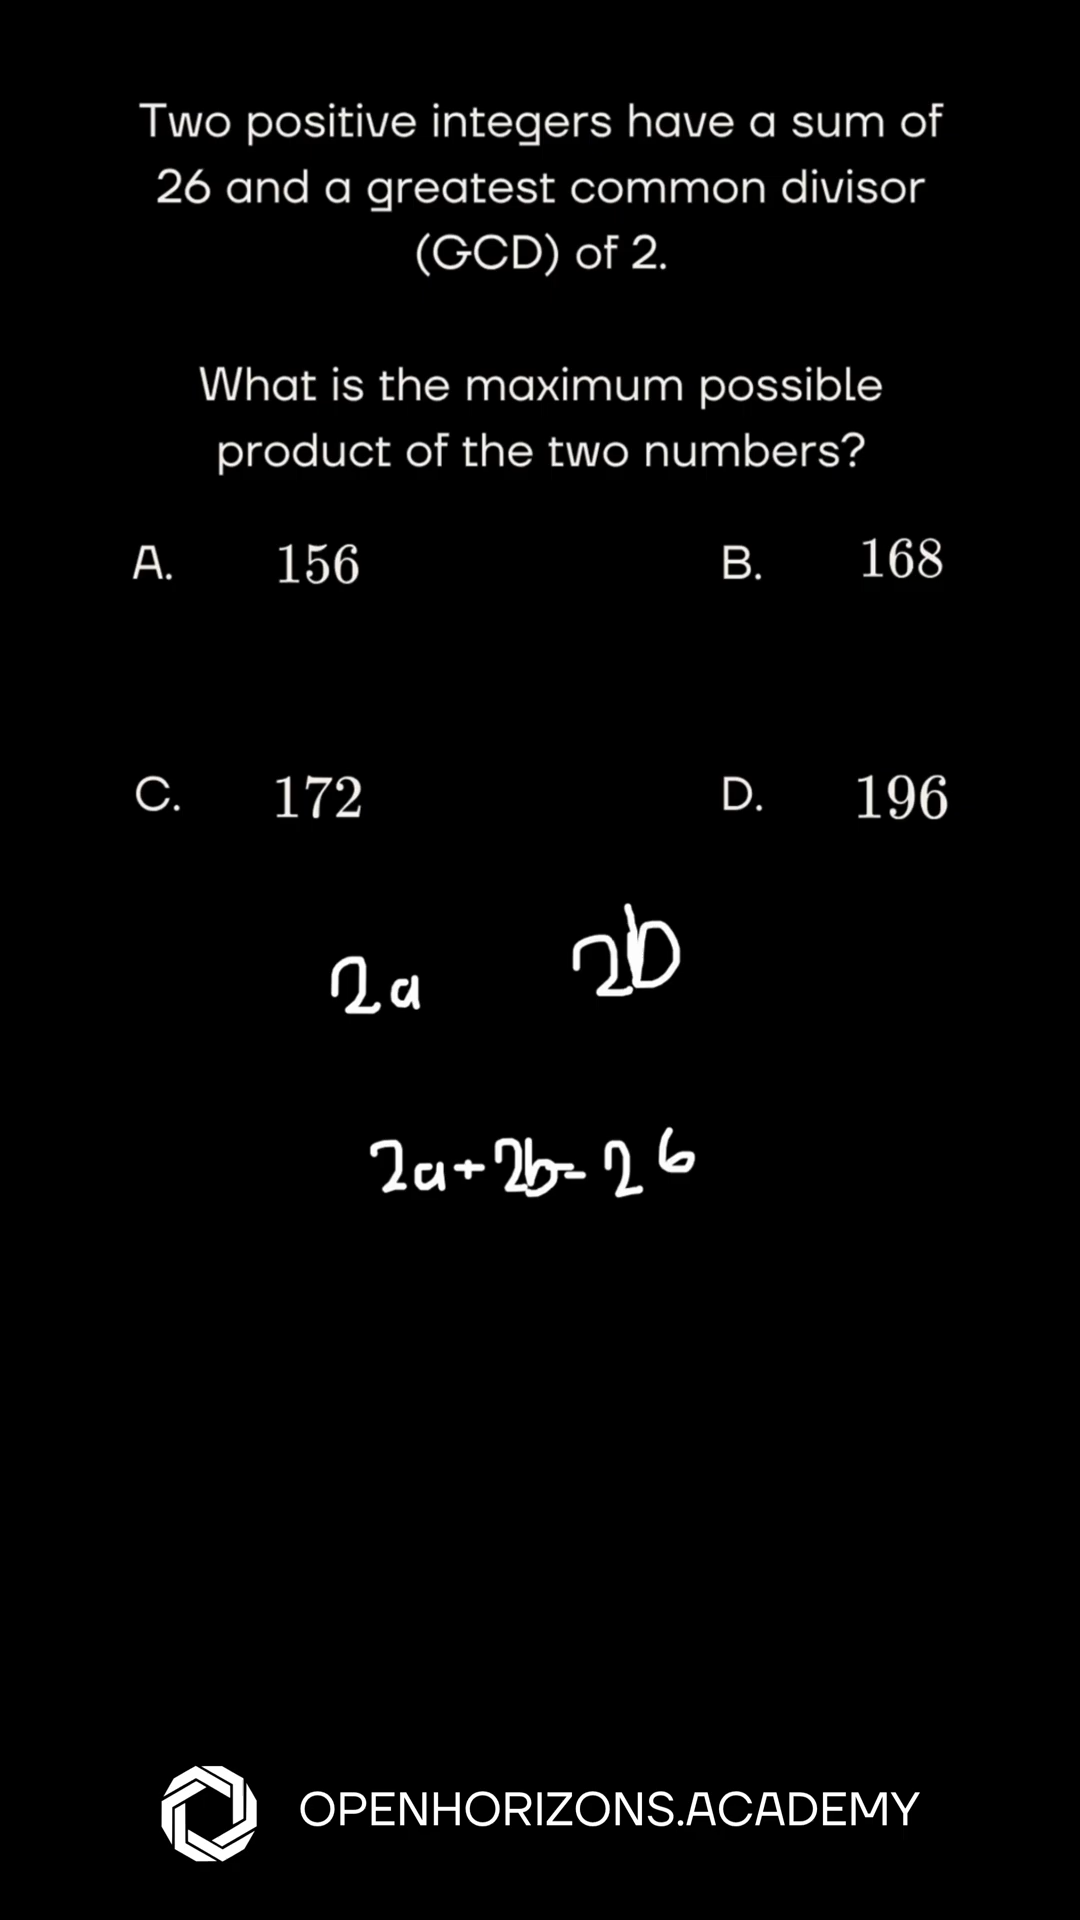 Two positive integers have a sum of
26 and a greatest common divisor
(GCD) of 2.
What is the maximum possible
product of the two numbers?
A. 156 B. 168
C. 172 D. 196
2a 2b
2a+2b=26
OPENHORIZONS.ACADEMY